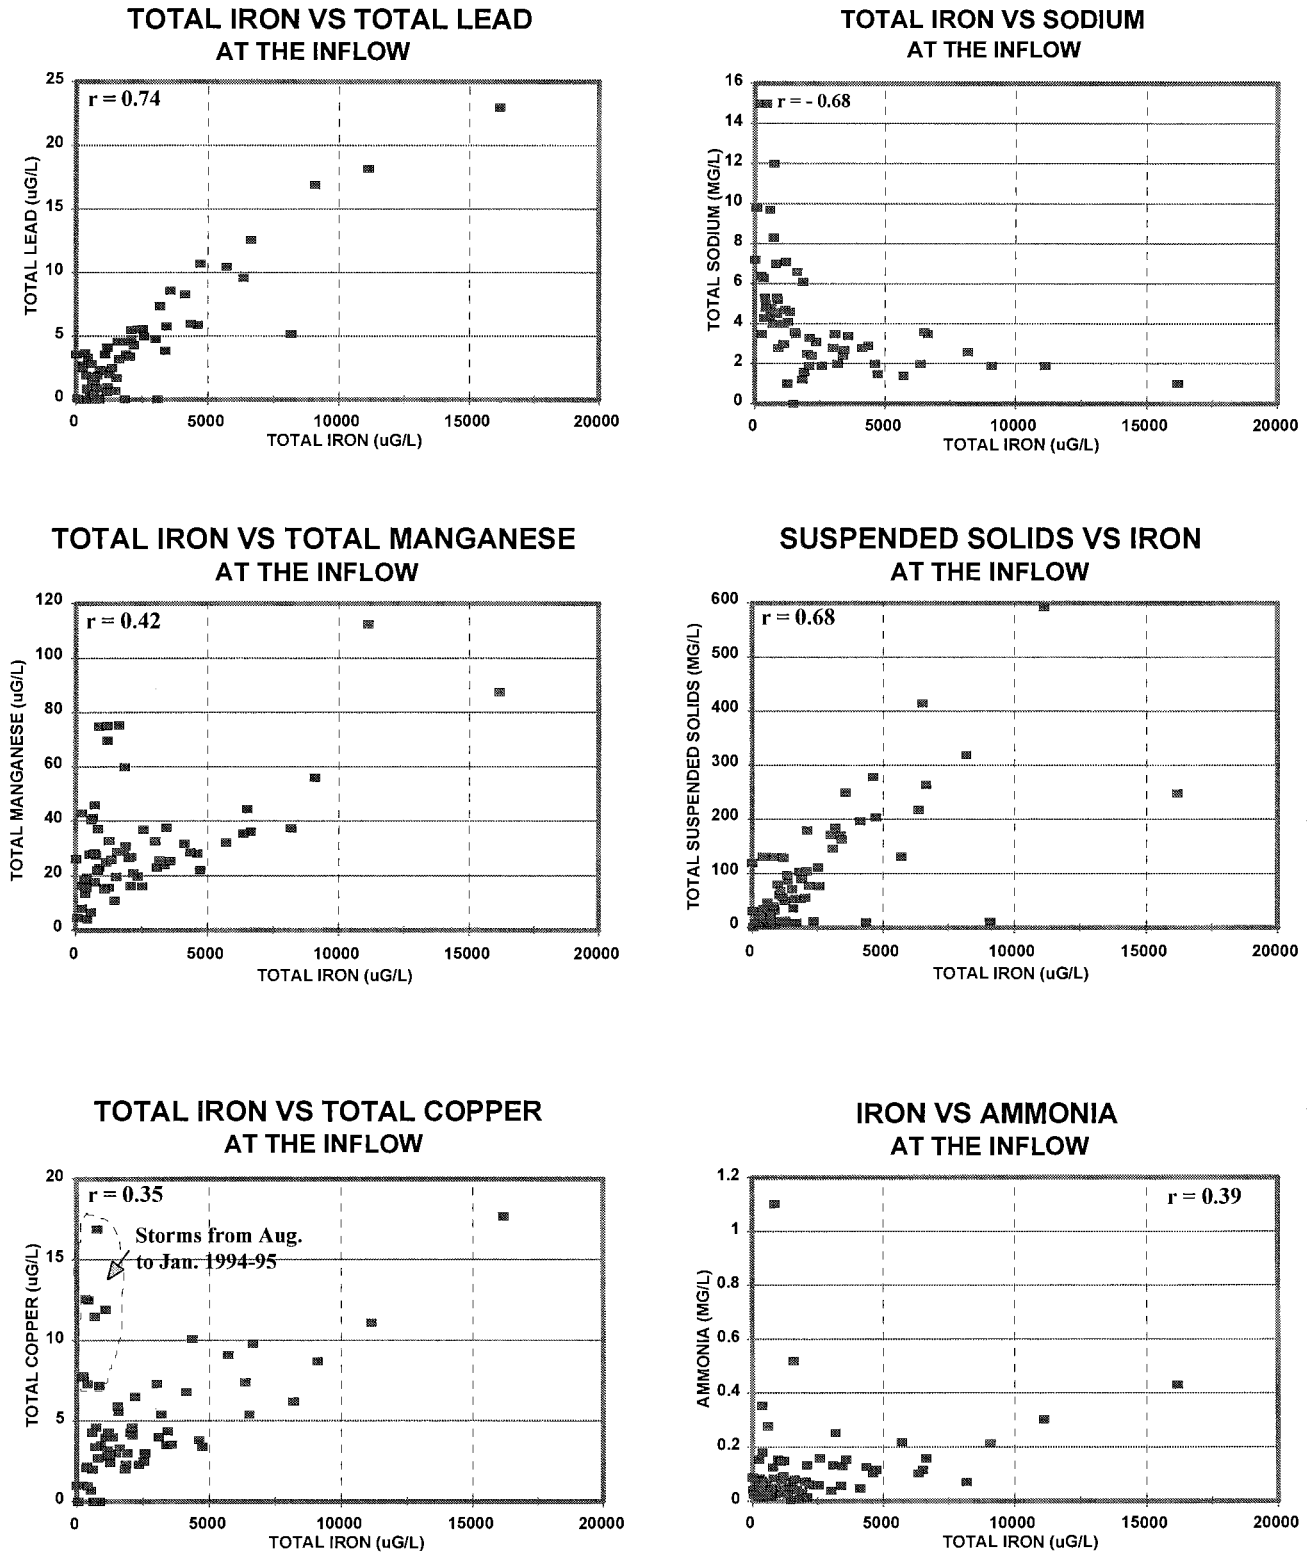 TOTAL IRON VS TOTAL LEAD
AT THE INFLOW
25
20
15
10
5
0
r = 0.74
TOTAL LEAD (uG/L)
0 5000 10000 15000 20000
TOTAL IRON (uG/L)
TOTAL IRON VS SODIUM
AT THE INFLOW
16
14
12
10
8
6
4
2
0
r = - 0.68
TOTAL SODIUM (MG/L)
0 5000 10000 15000 20000
TOTAL IRON (uG/L)
TOTAL IRON VS TOTAL MANGANESE
AT THE INFLOW
120
100
80
60
40
20
0
r = 0.42
TOTAL MANGANESE (uG/L)
0 5000 10000 15000 20000
TOTAL IRON (uG/L)
SUSPENDED SOLIDS VS IRON
AT THE INFLOW
600
500
400
300
200
100
0
r = 0.68
TOTAL SUSPENDED SOLIDS (MG/L)
0 5000 10000 15000 20000
TOTAL IRON (uG/L)
TOTAL IRON VS TOTAL COPPER
AT THE INFLOW
20
15
10
5
0
r = 0.35
Storms from Aug.
to Jan. 1994-95
TOTAL COPPER (uG/L)
0 5000 10000 15000 20000
TOTAL IRON (uG/L)
IRON VS AMMONIA
AT THE INFLOW
1.2
1
0.8
0.6
0.4
0.2
0
r = 0.39
AMMONIA (MG/L)
0 5000 10000 15000 20000
TOTAL IRON (uG/L)